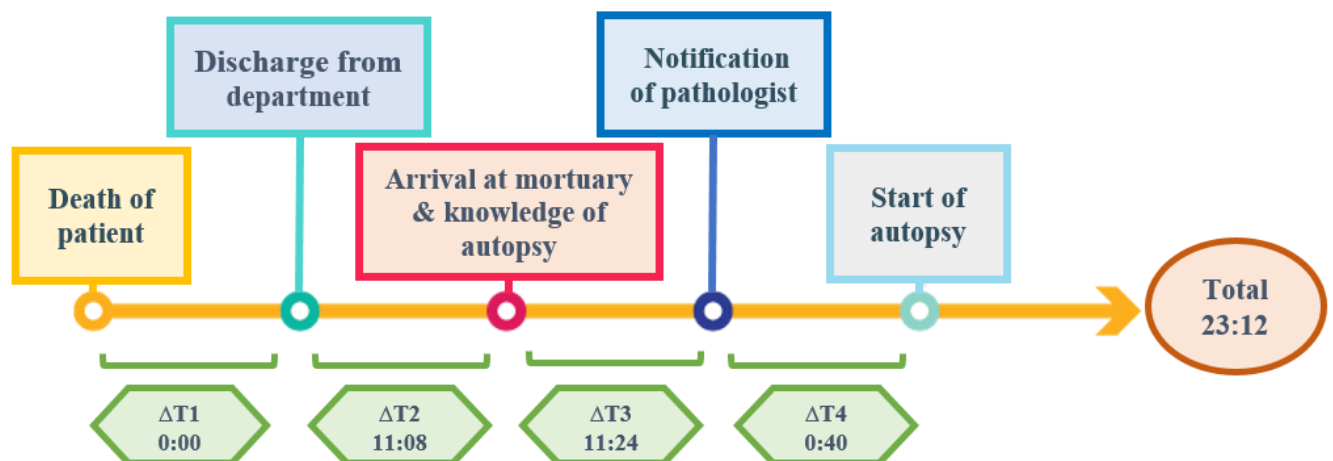 Death of
patient
Discharge from
department
Arrival at mortuary
& knowledge of
autopsy
Notification
of pathologist
Start of
autopsy
Total
23:12
ΔT1
0:00
ΔT2
11:08
ΔT3
11:24
ΔT4
0:40